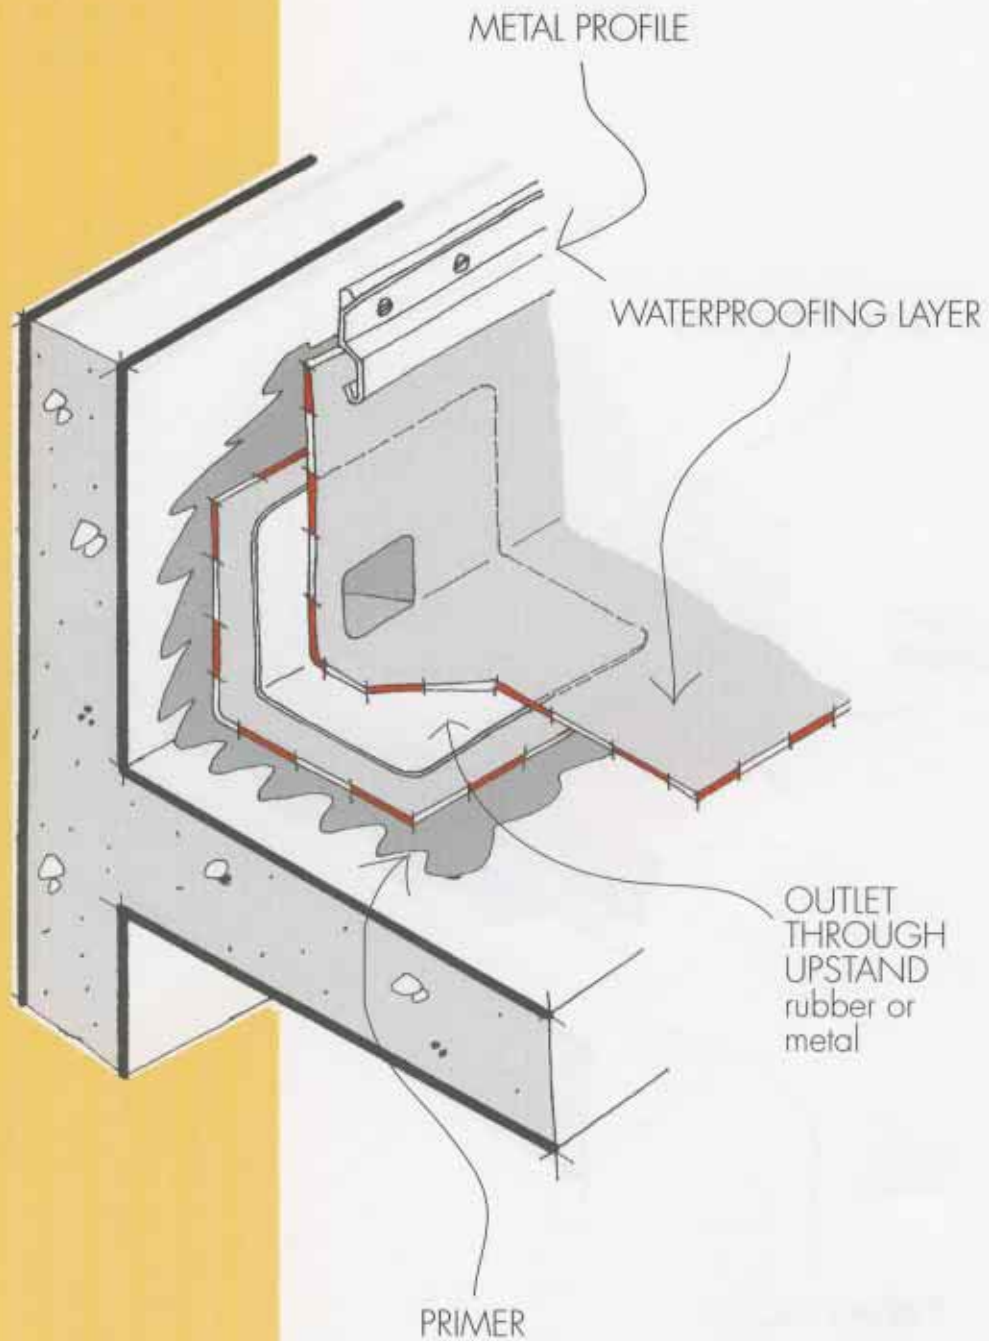 METAL PROFILE
WATERPROOFING LAYER
OUTLET
THROUGH
UPSTAND
rubber or
metal
PRIMER